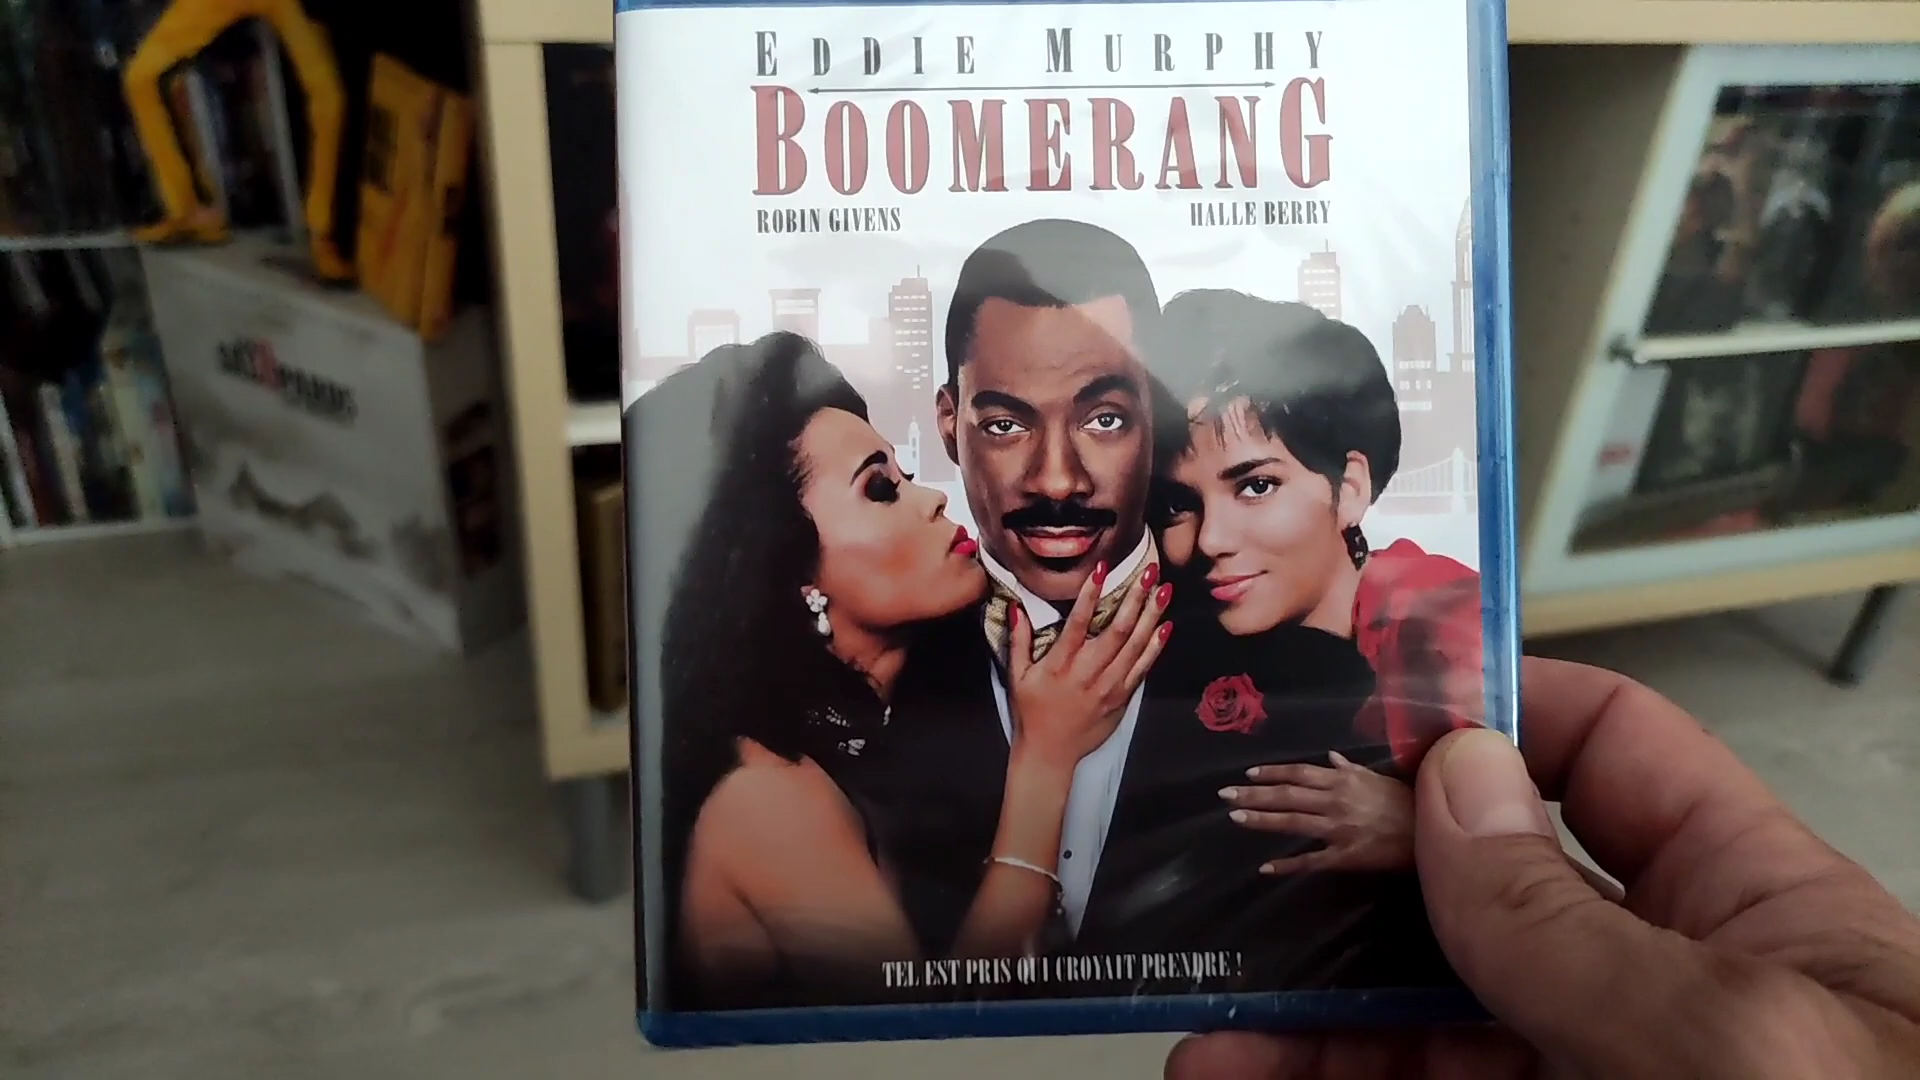 EDDIE MURPHY
BOOMERANG
ROBIN GIVENS HALLE BERRY
TEL EST PRIS QUI CROYAIT PRENDRE !